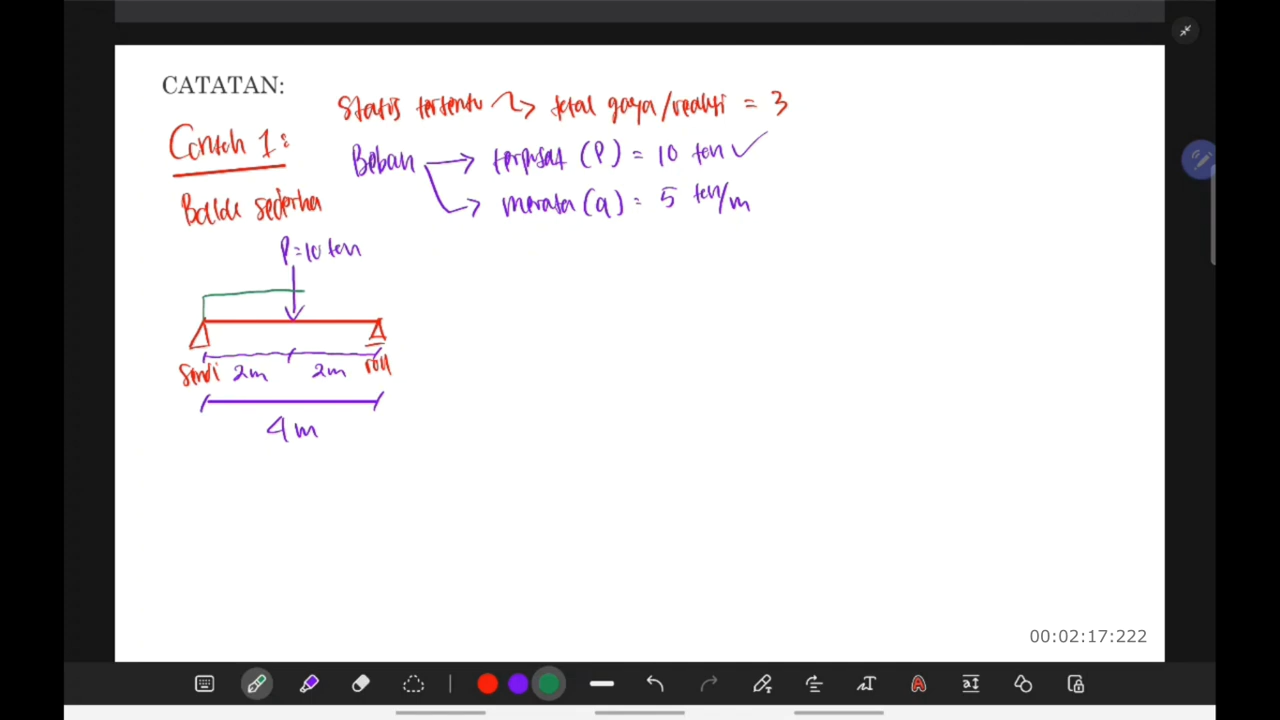 CATATAN:
Statis tertentu → total gaya/reaksi = 3
Contoh 1:
Beban → terpusat (P) = 10 ton ✓
→ merata (q) = 5 ton/m
Balok sederhana
P=10 ton
Sendi 2m 2m roll
4m
00:02:17:222